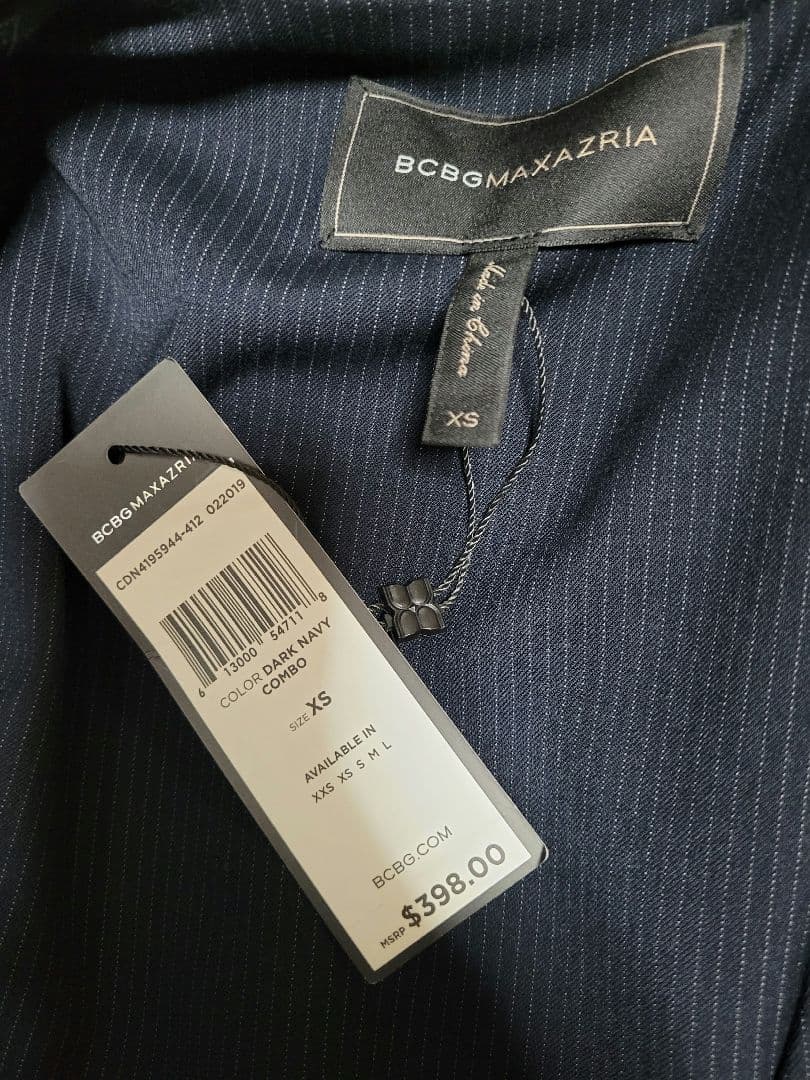 BCBGMAXAZRIA
Made in China
XS
BCBGMAXAZRIA
CDN4195944-412 022019
6 13000 54711 8
COLOR DARK NAVY
COMBO
SIZE XS
AVAILABLE IN
XXS XS S M L
BCBG.COM
MSRP $398.00